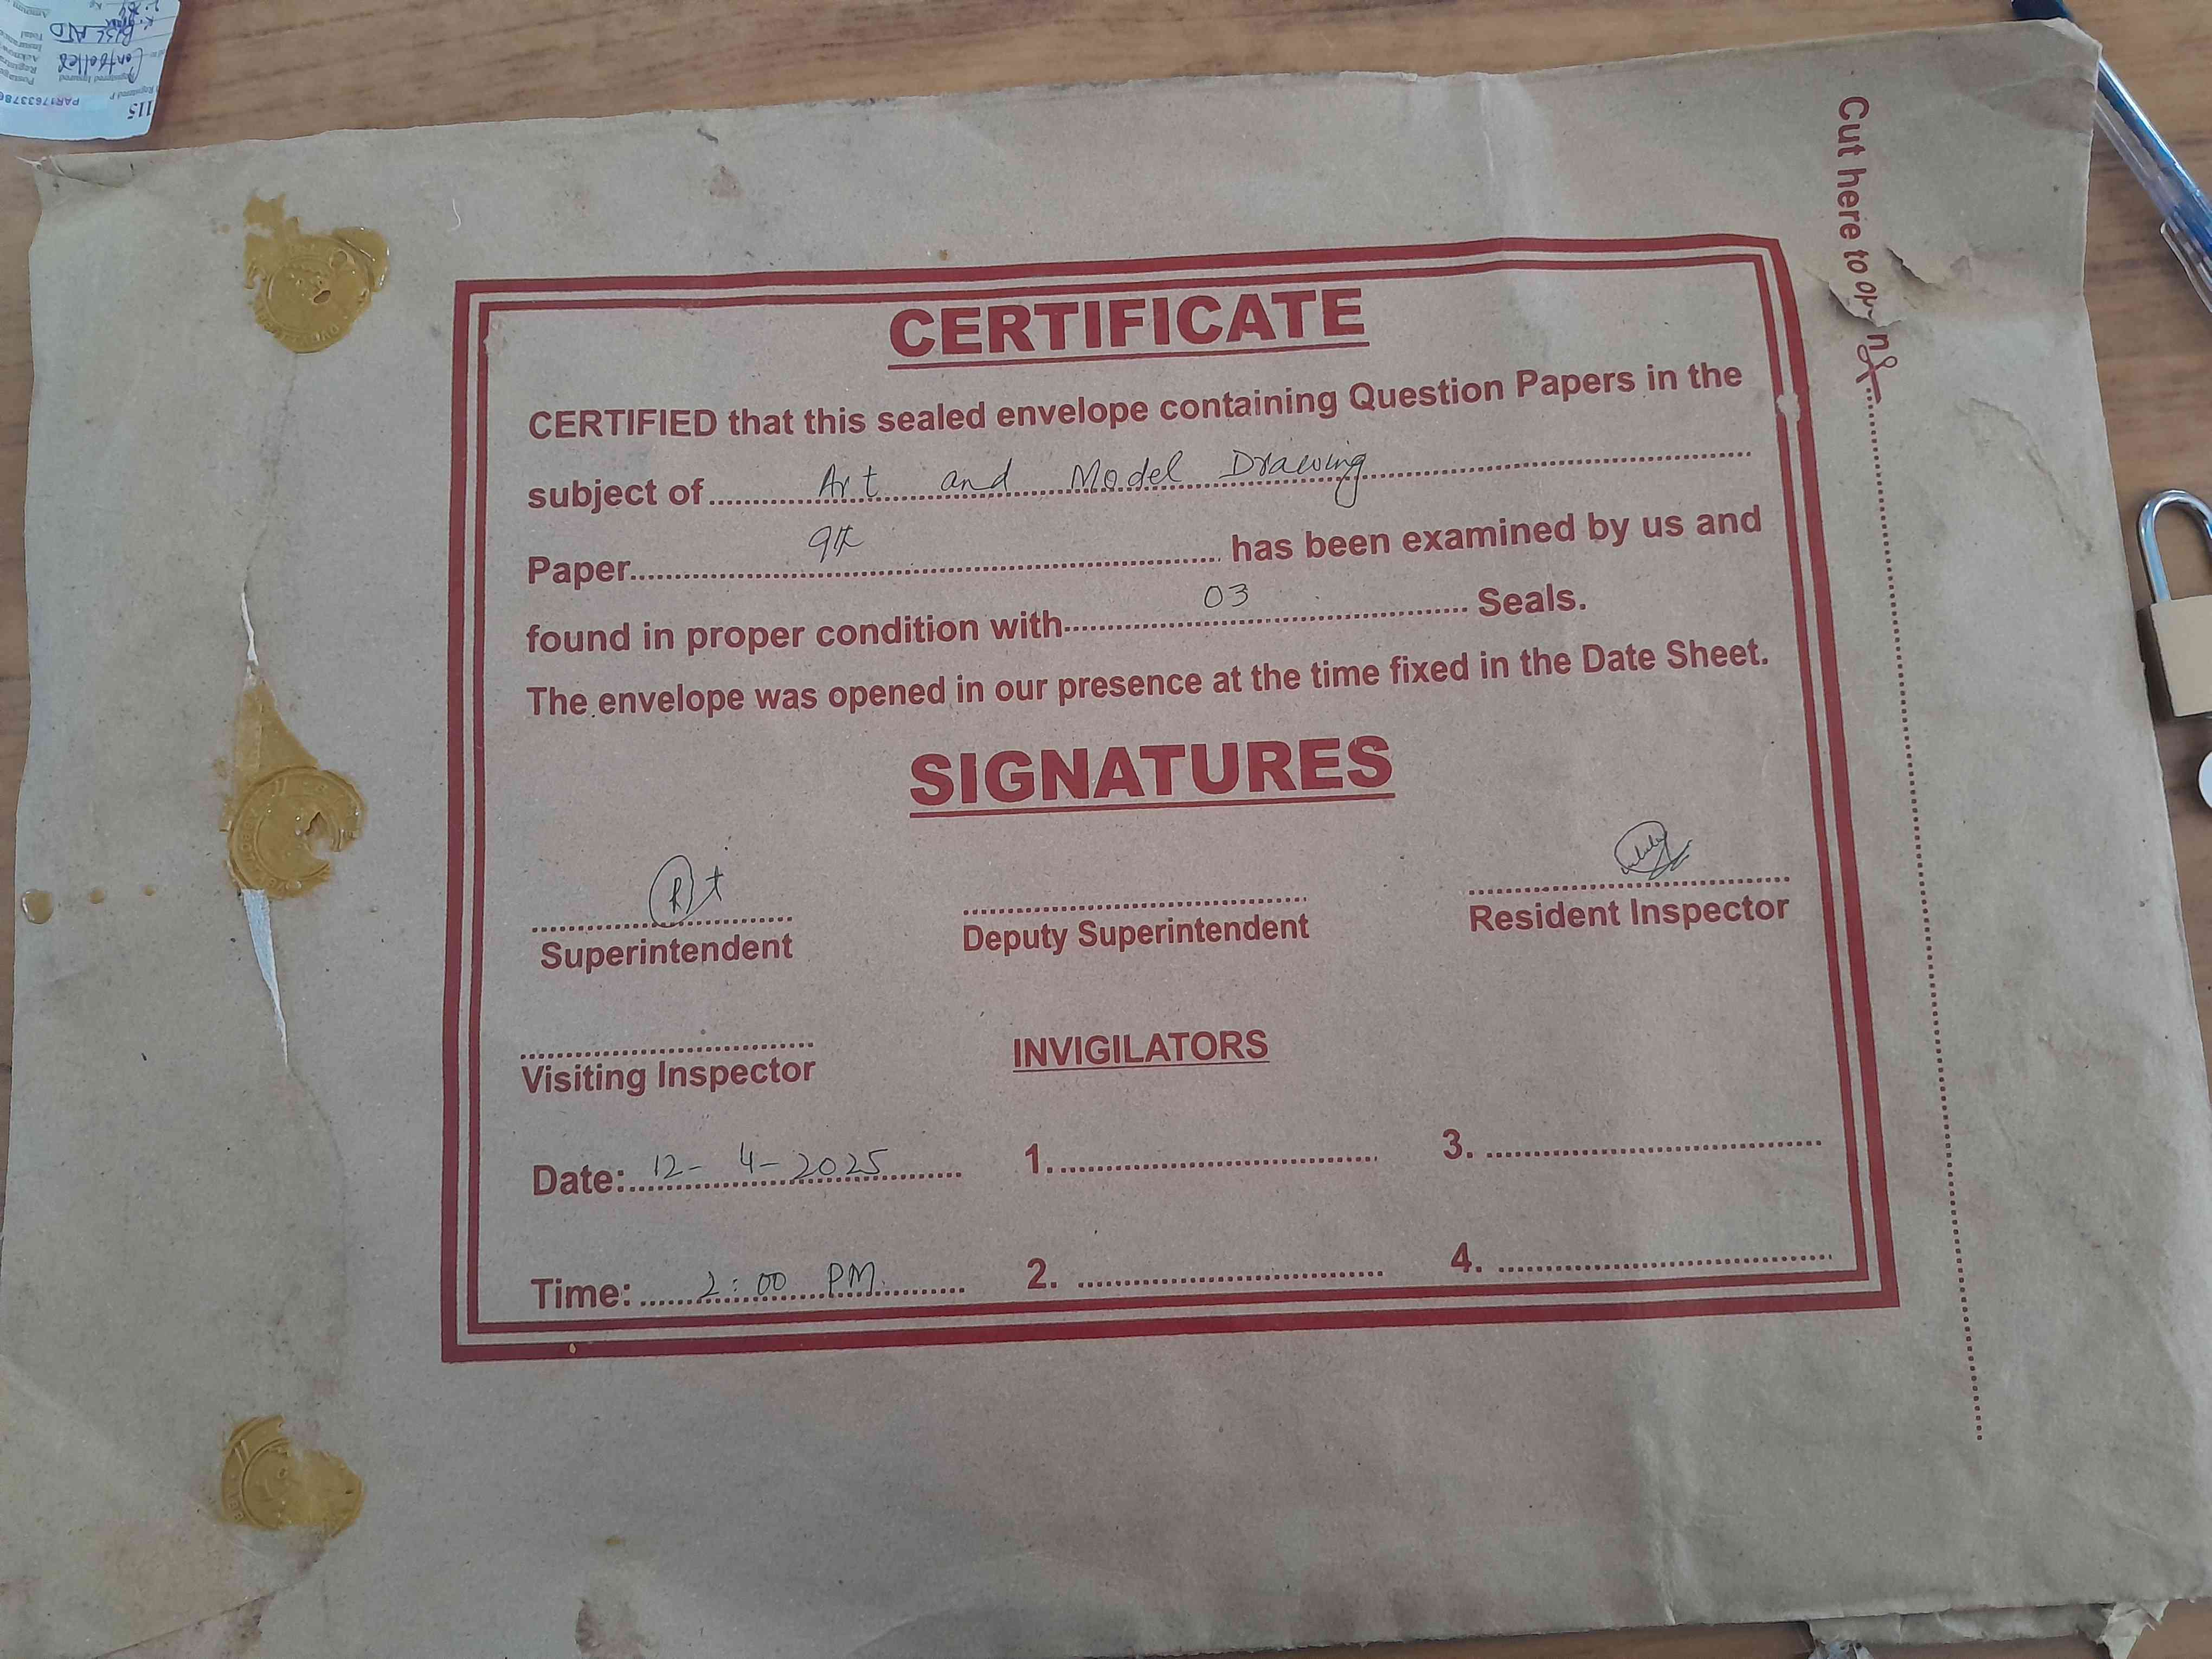 CERTIFICATE
CERTIFIED that this sealed envelope containing Question Papers in the
subject of Art and Model Drawing
Paper 9th has been examined by us and
found in proper condition with 03 Seals.
The envelope was opened in our presence at the time fixed in the Date Sheet.
SIGNATURES
Superintendent Deputy Superintendent Resident Inspector
Visiting Inspector INVIGILATORS
Date: 12-4-2025 1. 3.
Time: 2:00 PM. 2. 4.
Cut here to open
115
Controller